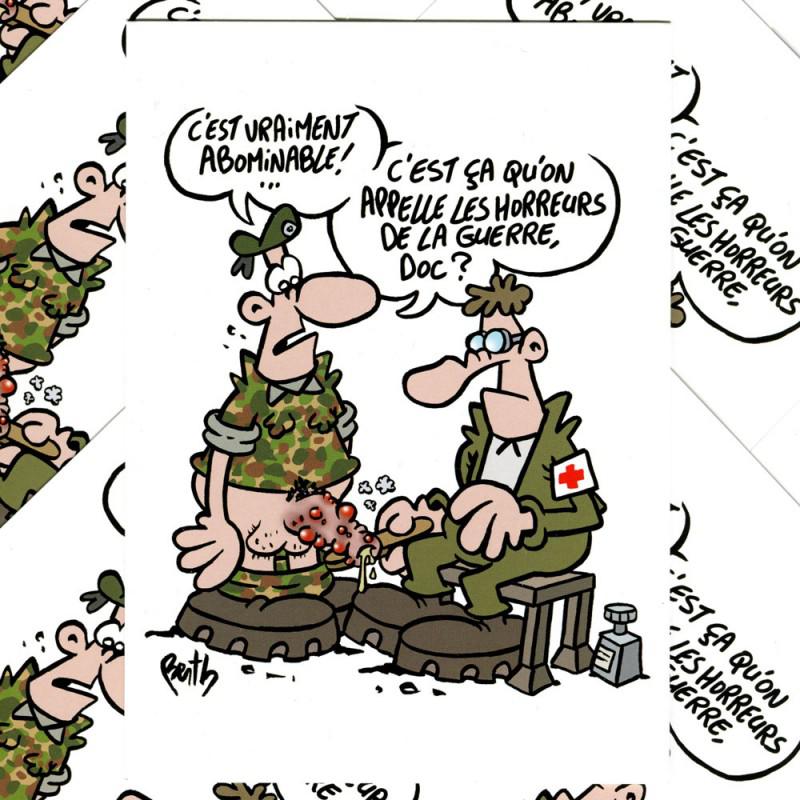 C'EST VRAIMENT
ABOMINABLE!
...
C'EST ÇA QU'ON
APPELLE LES HORREURS
DE LA GUERRE,
DOC ?
Berth
C'EST ÇA QU'ON
LES HORREURS
GUERRE,
EST ÇA QU'ON
LES HORREURS
GUERRE,